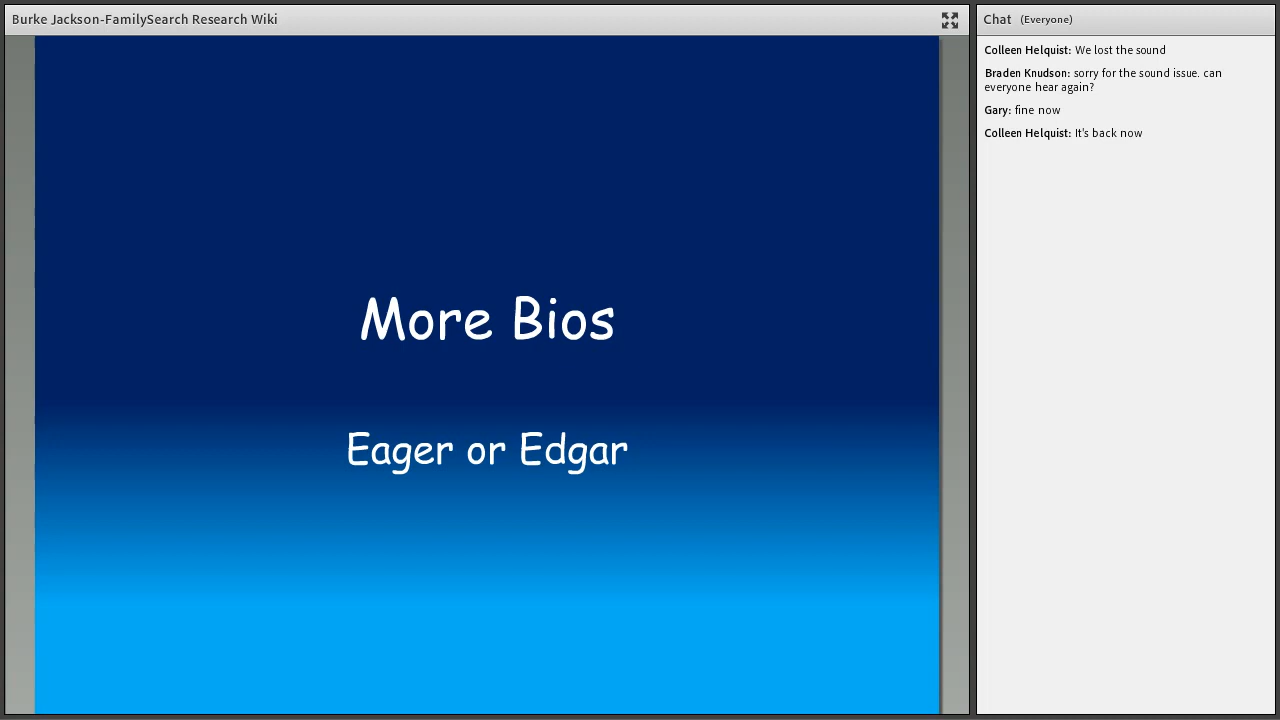 Burke Jackson-FamilySearch Research Wiki
More Bios
Eager or Edgar
Chat (Everyone)
Colleen Helquist: We lost the sound
Braden Knudson: sorry for the sound issue. can
everyone hear again?
Gary: fine now
Colleen Helquist: It's back now